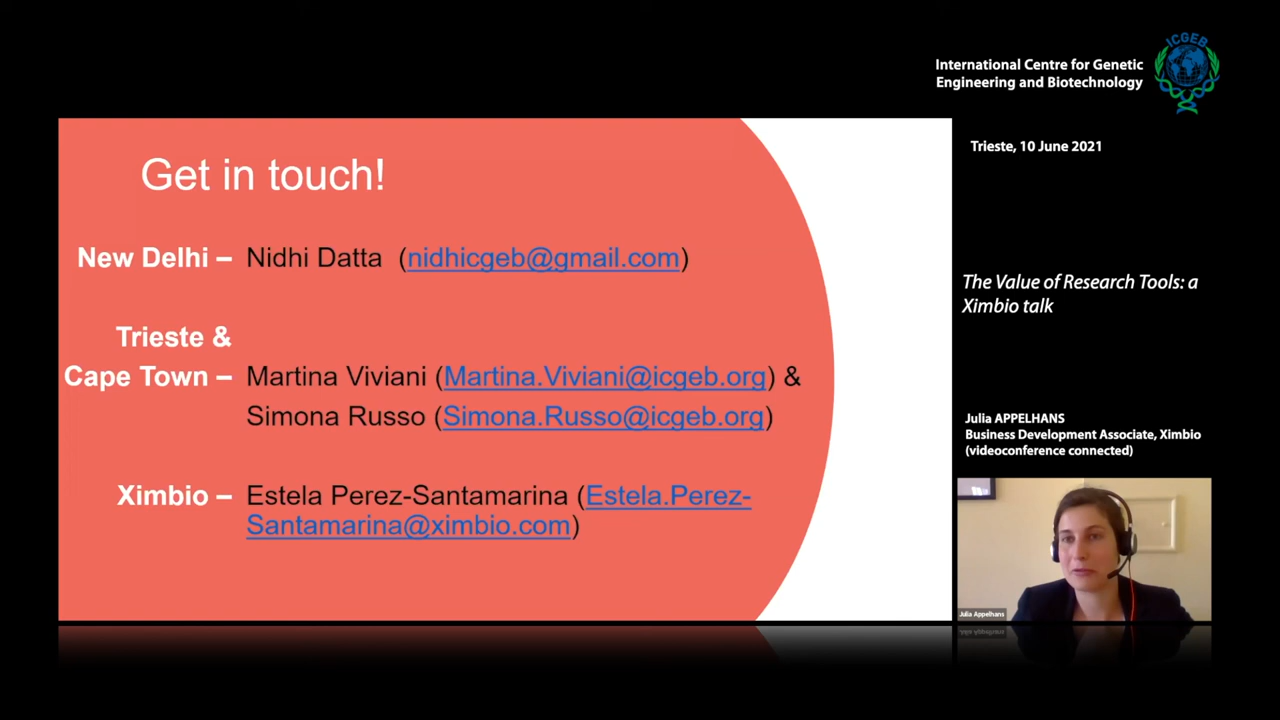 ICGEB
International Centre for Genetic
Engineering and Biotechnology
Trieste, 10 June 2021
Get in touch!
New Delhi – Nidhi Datta (nidhicgeb@gmail.com)
Trieste &
Cape Town – Martina Viviani (Martina.Viviani@icgeb.org) &
Simona Russo (Simona.Russo@icgeb.org)
Ximbio – Estela Perez-Santamarina (Estela.Perez-
Santamarina@ximbio.com)
The Value of Research Tools: a
Ximbio talk
Julia APPELHANS
Business Development Associate, Ximbio
(videoconference connected)
Julia Appelhans